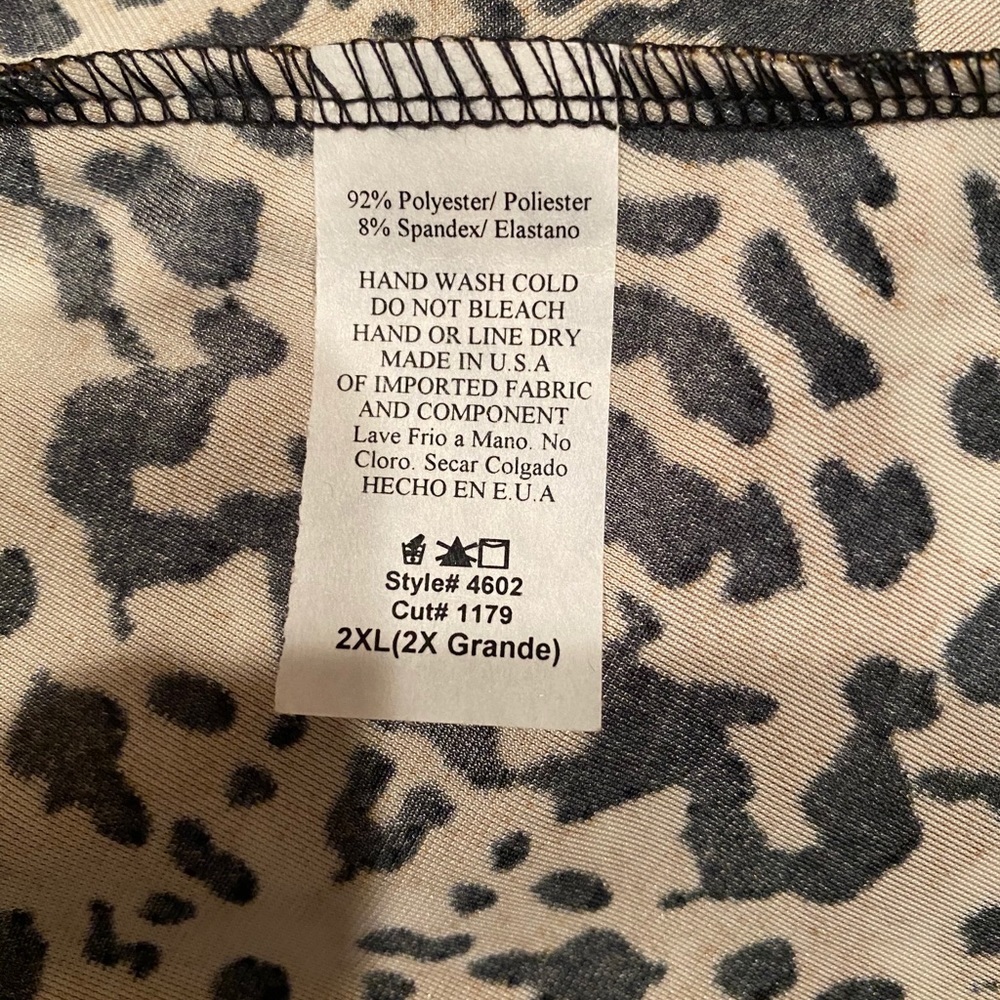 92% Polyester/ Poliester
8% Spandex/ Elastano
HAND WASH COLD
DO NOT BLEACH
HAND OR LINE DRY
MADE IN U.S.A
OF IMPORTED FABRIC
AND COMPONENT
Lave Frio a Mano. No
Cloro. Secar Colgado
HECHO EN E.U.A
Style# 4602
Cut# 1179
2XL(2X Grande)